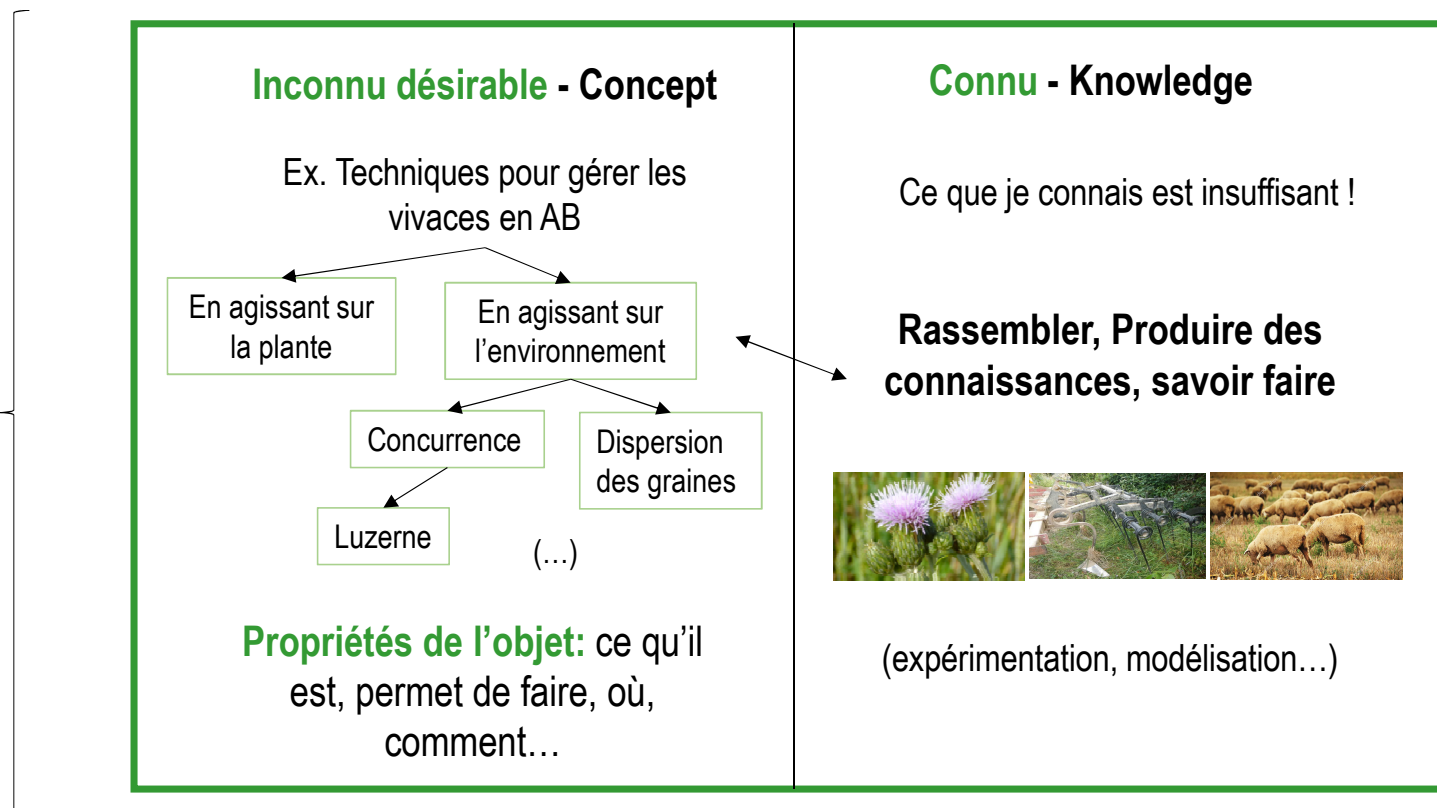 Inconnu désirable - Concept
Ex. Techniques pour gérer les
vivaces en AB
En agissant sur
la plante
En agissant sur
l’environnement
Concurrence
Dispersion
des graines
Luzerne
(…)
Propriétés de l’objet: ce qu’il
est, permet de faire, où,
comment…
Connu - Knowledge
Ce que je connais est insuffisant !
Rassembler, Produire des
connaissances, savoir faire
(expérimentation, modélisation…)